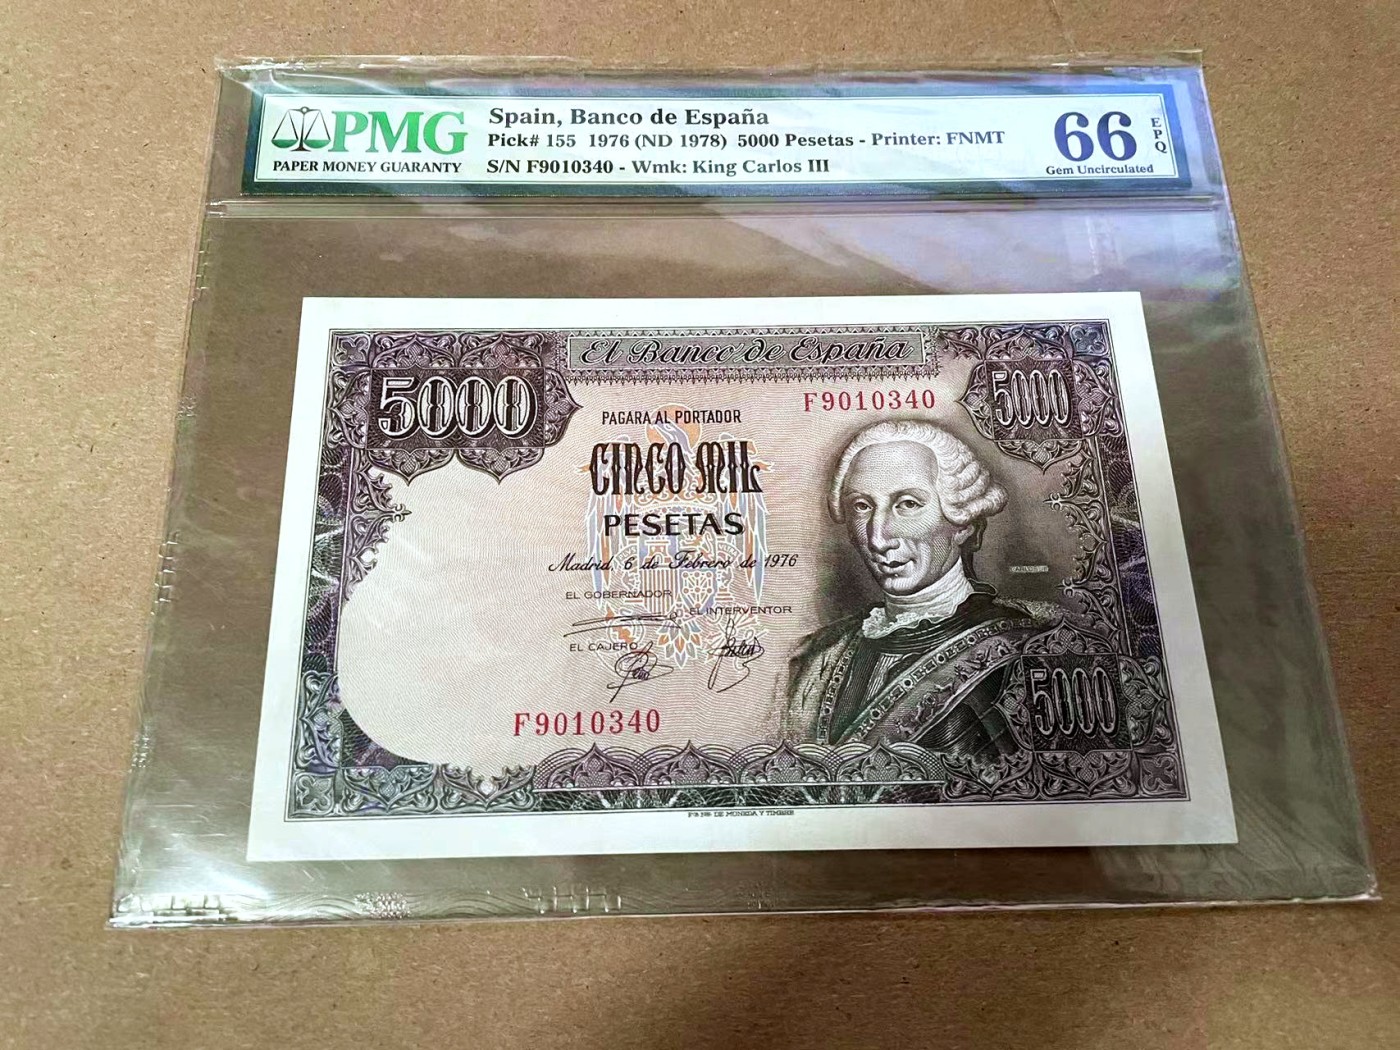 PMG
PAPER MONEY GUARANTY
Spain, Banco de España
Pick# 155 1976 (ND 1978) 5000 Pesetas - Printer: FNMT
S/N F9010340 - Wmk: King Carlos III
66
EPQ
Gem Uncirculated
El Banco de España
5000
5000
F9010340
PAGARA AL PORTADOR
CINCO MIL
PESETAS
Madrid, 6 de Febrero de 1976
CARLOS III
EL GOBERNADOR
EL INTERVENTOR
EL CAJERO
5000
F9010340